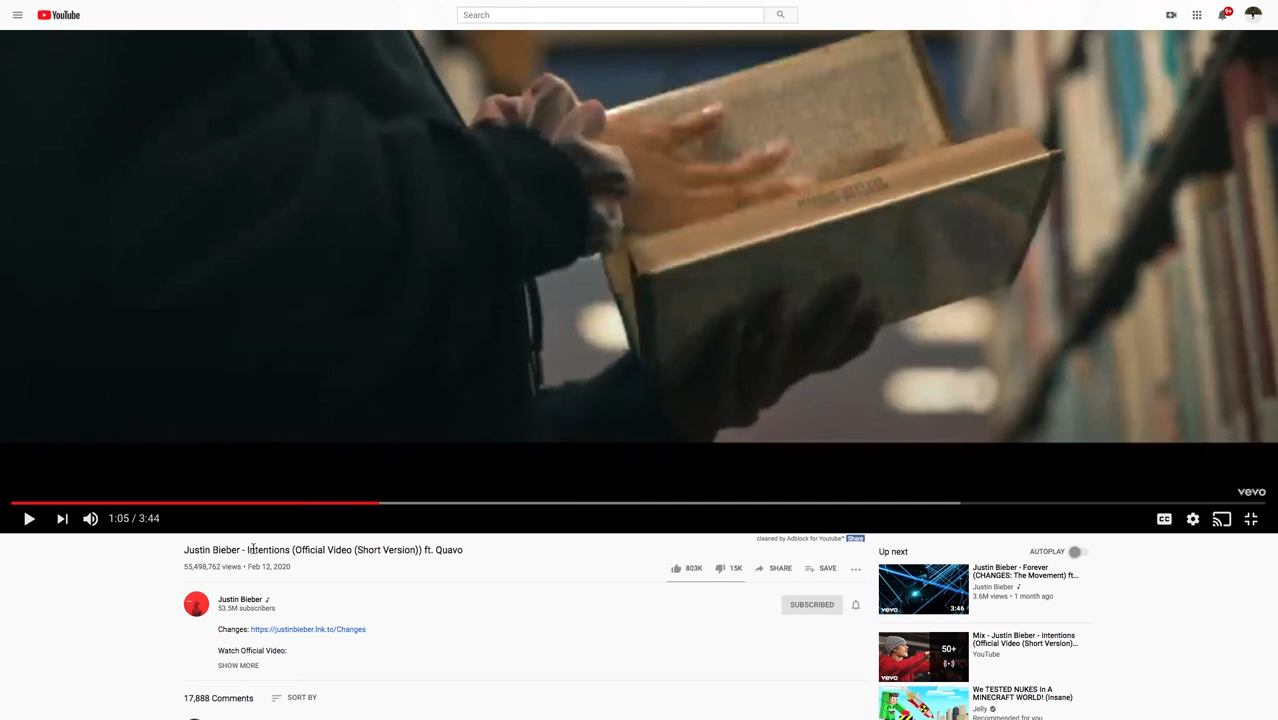 YouTube
Search
9+
vevo
1:05 / 3:44
CC
Justin Bieber - Intentions (Official Video (Short Version)) ft. Quavo
cleaned by Adblock for Youtube™ Share
55,498,762 views • Feb 12, 2020
803K 15K SHARE SAVE
Justin Bieber
53.5M subscribers
SUBSCRIBED
Changes: https://justinbieber.lnk.to/Changes
Watch Official Video:
SHOW MORE
17,888 Comments SORT BY
Up next AUTOPLAY
vevo 3:46
Justin Bieber - Forever
(CHANGES: The Movement) ft...
Justin Bieber
3.6M views • 1 month ago
50+
vevo
Mix - Justin Bieber - Intentions
(Official Video (Short Version)...
YouTube
We TESTED NUKES In A
MINECRAFT WORLD! (Insane)
Jelly
Recommended for you